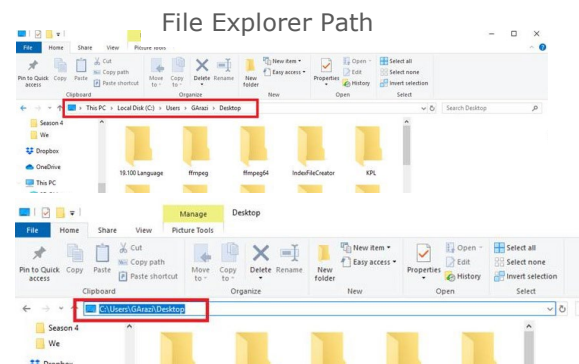 File Explorer Path
File Home Share View Picture Tools
Pin to Quick access Copy Paste Cut Copy path Paste shortcut Move to Copy to Delete Rename New folder New item Easy access Properties Open Edit History Select all Select none Invert selection
Clipboard Organize New Open Select
This PC › Local Disk (C:) › Users › GArazi › Desktop Search Desktop
Season 4
We
Dropbox
OneDrive
This PC
19.100 Language ffmpeg ffmpeg64 IndexFileCreator KPL
Manage Desktop
File Home Share View Picture Tools
Pin to Quick access Copy Paste Cut Copy path Paste shortcut Move to Copy to Delete Rename New folder New item Easy access Properties Open Edit History Select all Select none Invert selection
Clipboard Organize New Open Select
C:\Users\GArazi\Desktop
Season 4
We
Dropbox